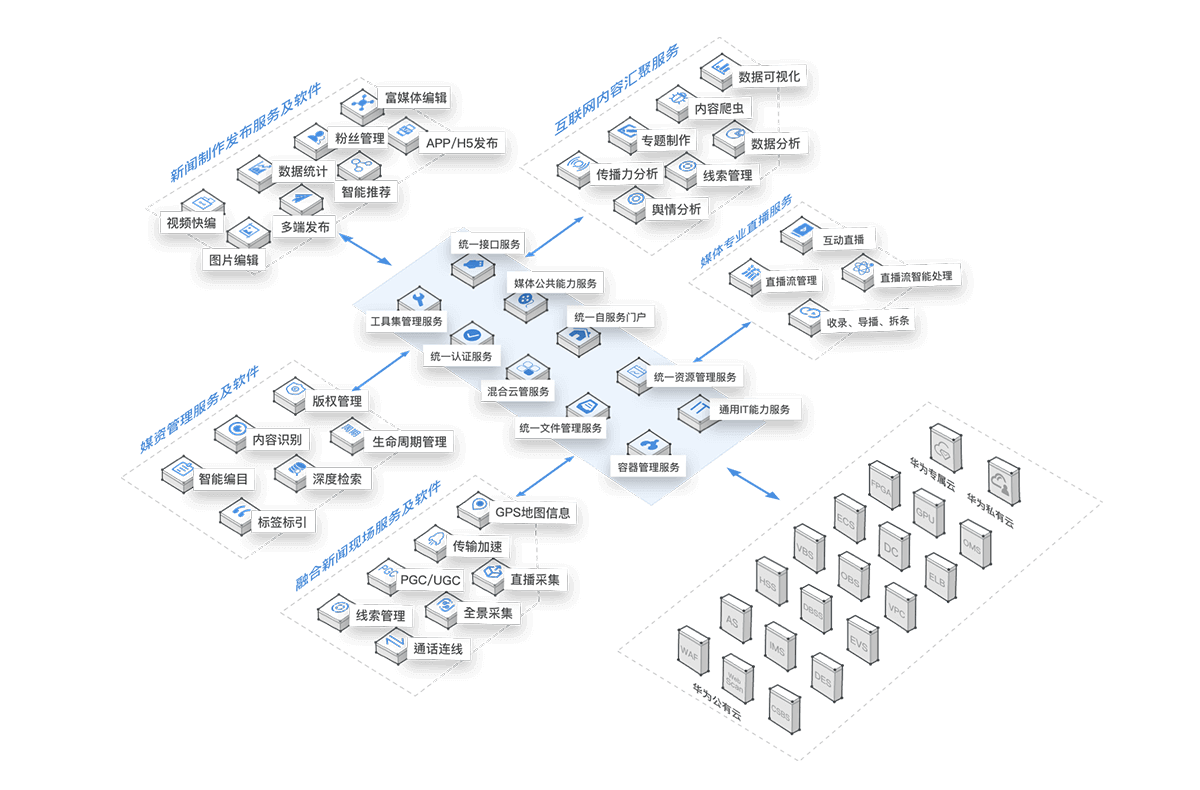 新闻制作发布服务及软件
富媒体编辑
粉丝管理
APP/H5发布
数据统计
智能推荐
视频快编
多端发布
图片编辑
互联网内容汇聚服务
数据可视化
内容爬虫
专题制作
数据分析
传播力分析
线索管理
舆情分析
媒体专业直播服务
互动直播
直播流管理
直播流智能处理
收录、导播、拆条
统一接口服务
媒体公共能力服务
工具集管理服务
统一自服务门户
统一认证服务
混合云管服务
统一资源管理服务
统一文件管理服务
IT
通用IT能力服务
容器管理服务
媒资管理服务及软件
版权管理
内容识别
周期
生命周期管理
智能编目
深度检索
标签标引
融合新闻现场服务及软件
GPS地图信息
传输加速
PGC
PGC/UGC
直播采集
线索管理
全景采集
通话连线
华为专属云
华为私有云
FPGA
GPU
ECS
OMS
VBS
DC
HSS
OBS
ELB
AS
DBSS
VPC
WAF
IMS
EVS
Web
Scan
DES
CSBS
华为公有云